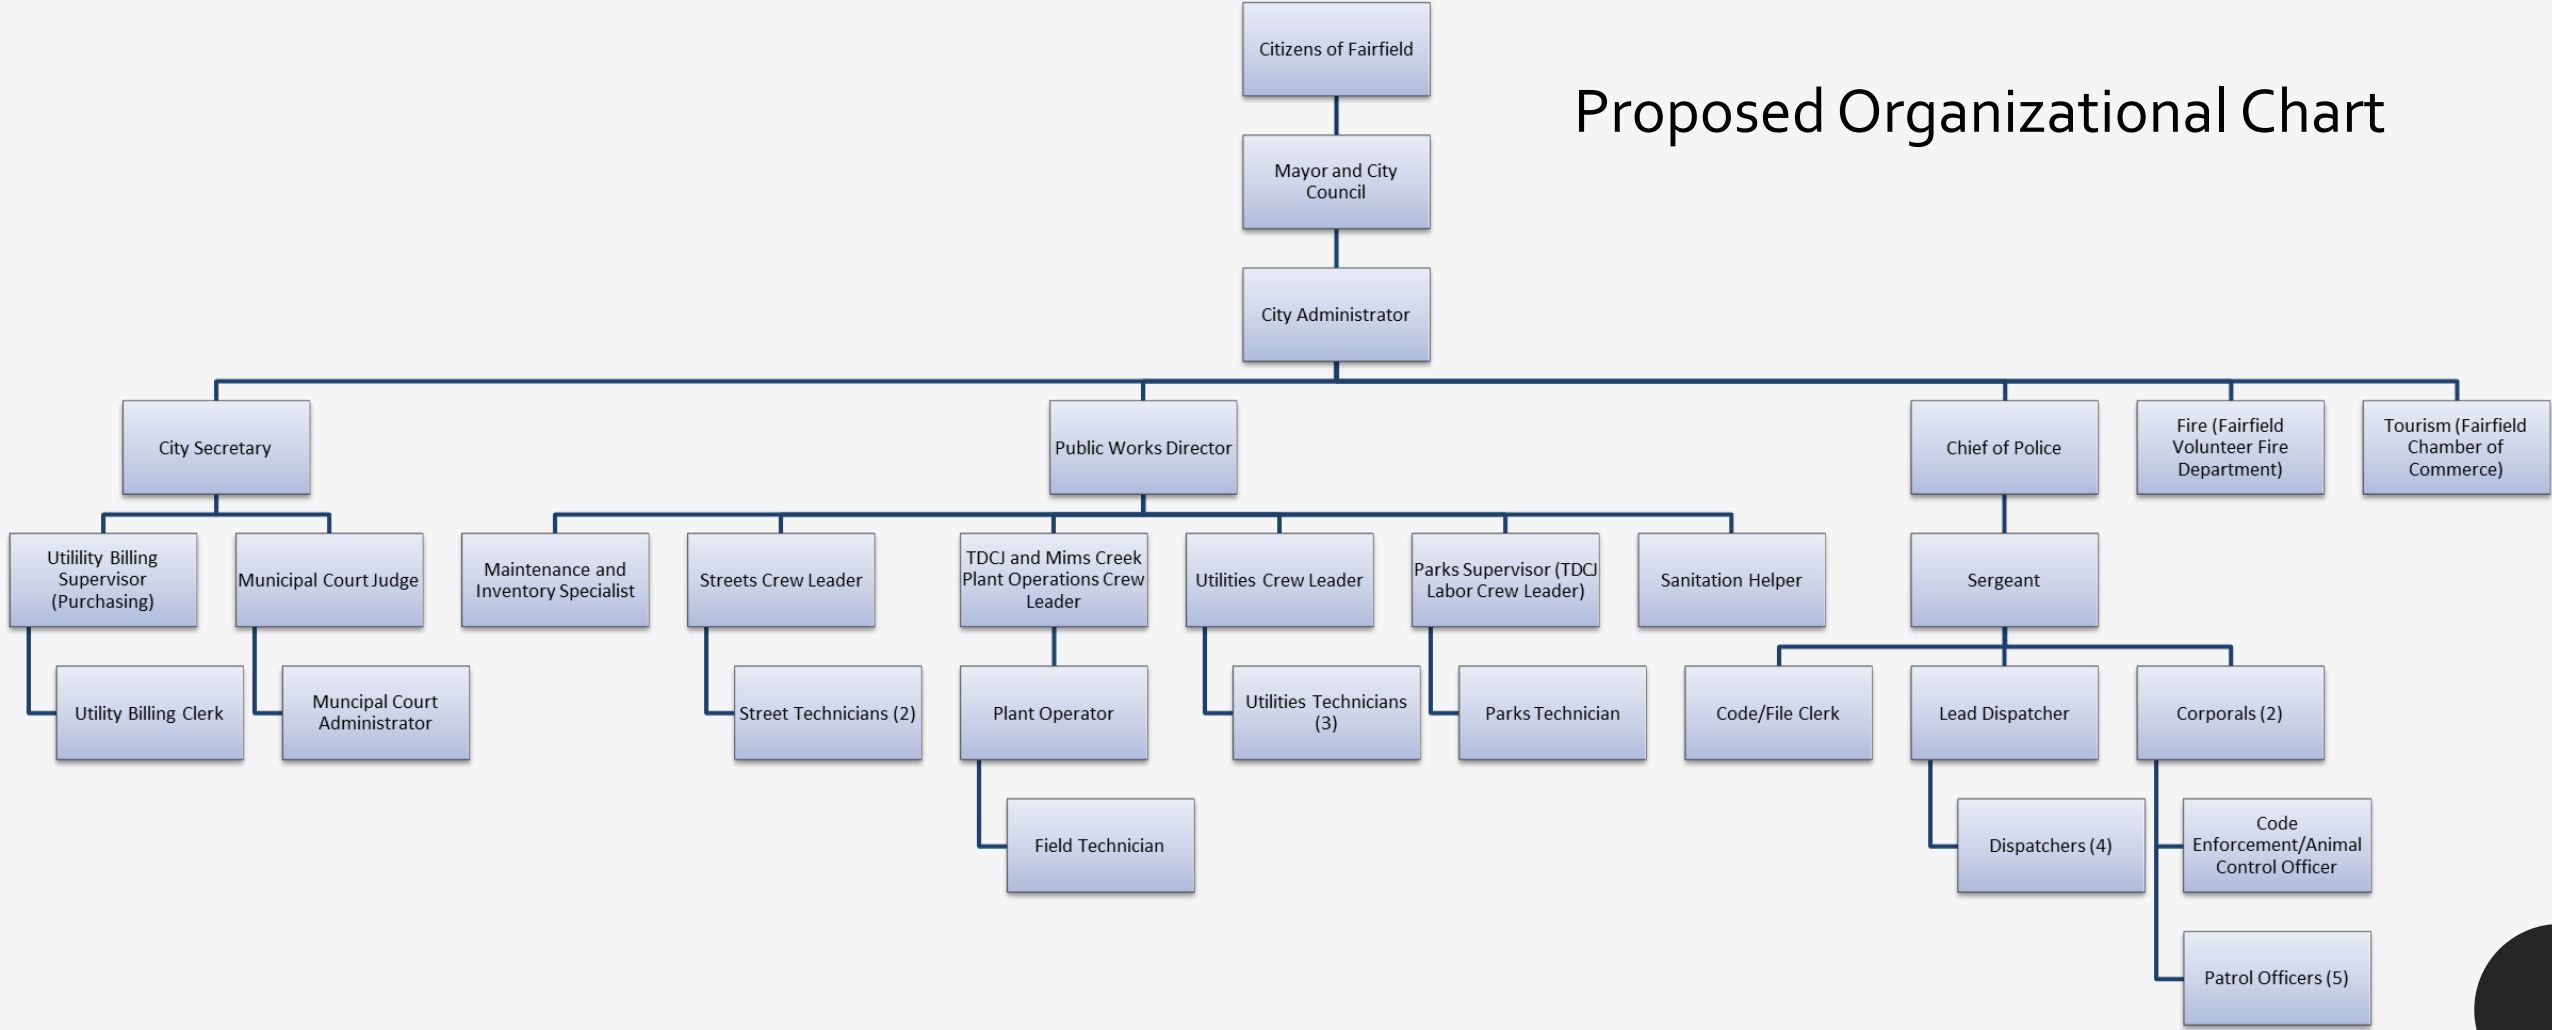 Citizens of Fairfield
Proposed Organizational Chart
Mayor and City
Council
City Administrator
City Secretary
Public Works Director
Chief of Police
Fire (Fairfield
Volunteer Fire
Department)
Tourism (Fairfield
Chamber of
Commerce)
Utilility Billing
Supervisor
(Purchasing)
Municipal Court Judge
Maintenance and
Inventory Specialist
Streets Crew Leader
TDCJ and Mims Creek
Plant Operations Crew
Leader
Utilities Crew Leader
Parks Supervisor (TDCJ
Labor Crew Leader)
Sanitation Helper
Sergeant
Utility Billing Clerk
Muncipal Court
Administrator
Street Technicians (2)
Plant Operator
Utilities Technicians
(3)
Parks Technician
Code/File Clerk
Lead Dispatcher
Corporals (2)
Field Technician
Dispatchers (4)
Code
Enforcement/Animal
Control Officer
Patrol Officers (5)